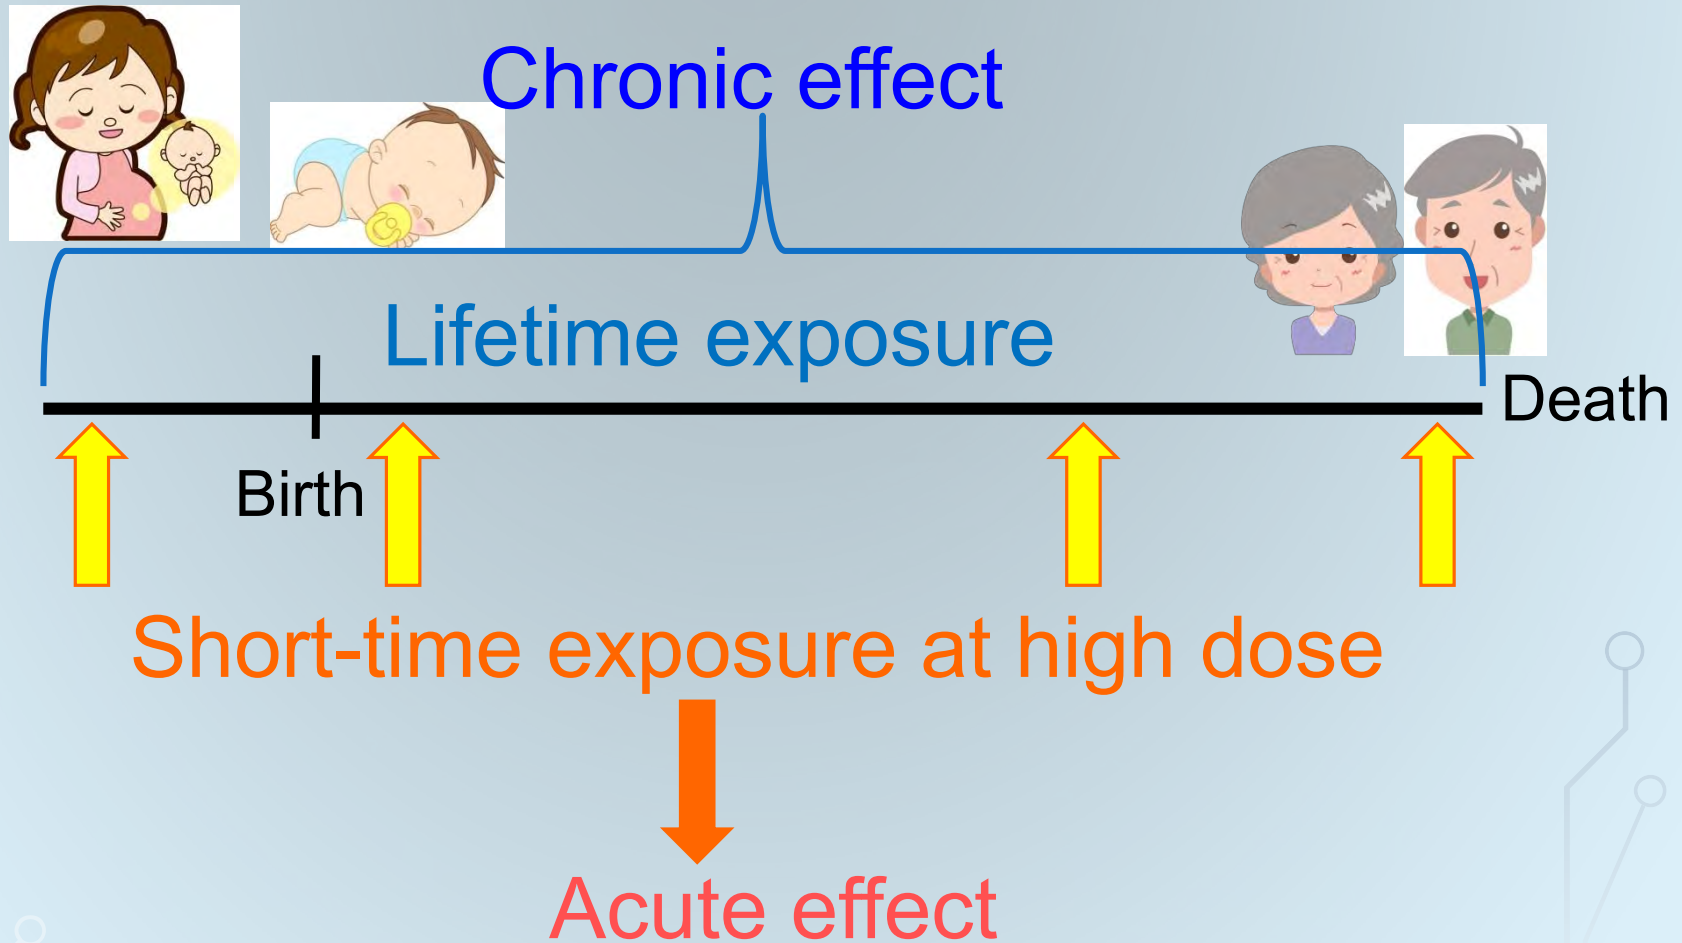 Chronic effect
Lifetime exposure
Death
Birth
Short-time exposure at high dose
Acute effect